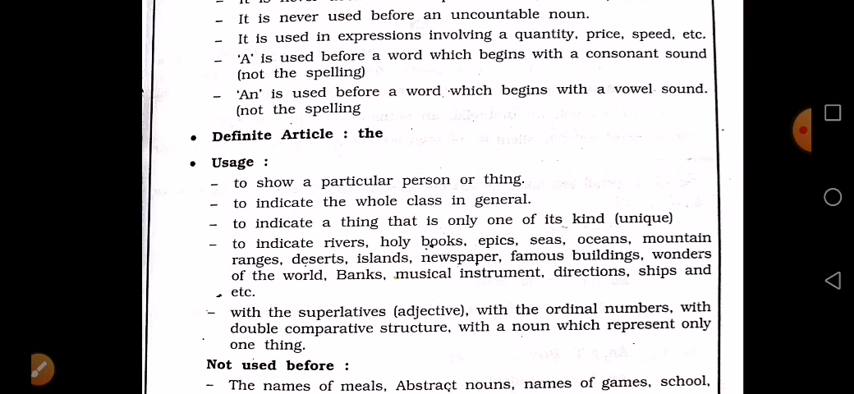 – It is never used before an uncountable noun.
– It is used in expressions involving a quantity, price, speed, etc.
– 'A' is used before a word which begins with a consonant sound
(not the spelling)
– 'An' is used before a word which begins with a vowel sound.
(not the spelling
• Definite Article : the
• Usage :
– to show a particular person or thing.
– to indicate the whole class in general.
– to indicate a thing that is only one of its kind (unique)
– to indicate rivers, holy books, epics, seas, oceans, mountain
ranges, deserts, islands, newspaper, famous buildings, wonders
of the world, Banks, musical instrument, directions, ships and
etc.
– with the superlatives (adjective), with the ordinal numbers, with
double comparative structure, with a noun which represent only
one thing.
Not used before :
– The names of meals, Abstract nouns, names of games, school,